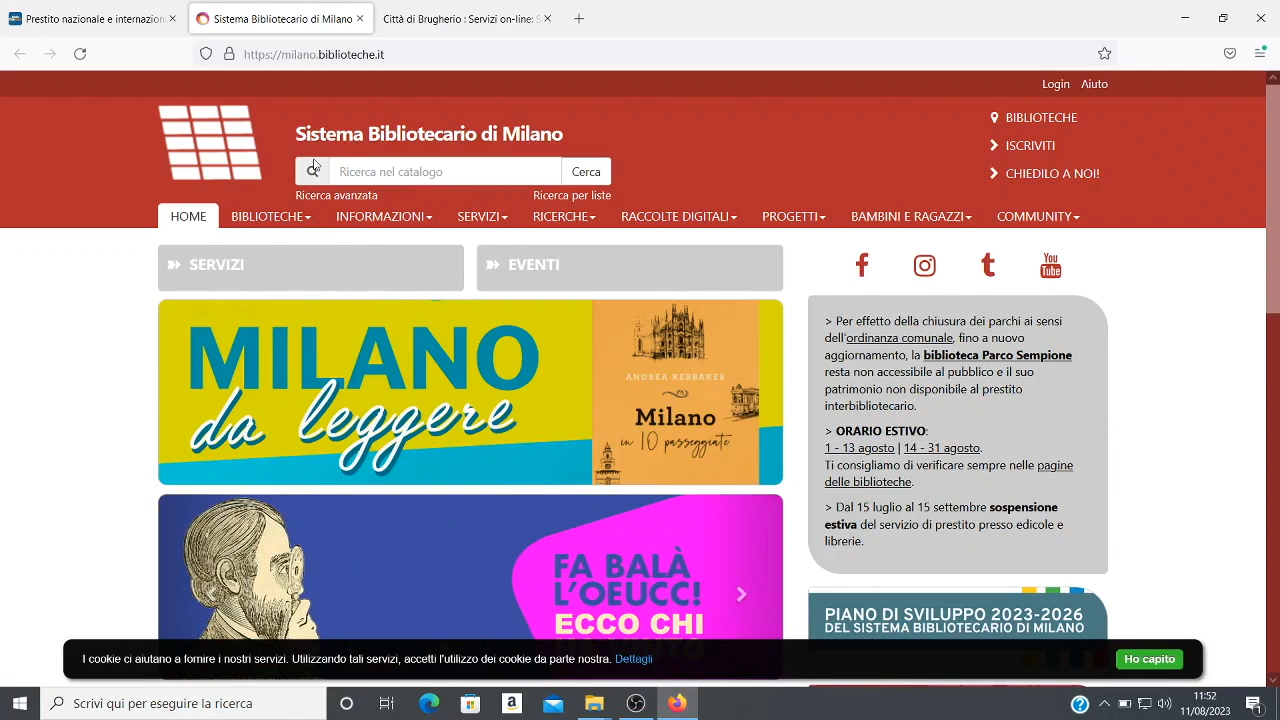 Prestito nazionale e internazion
Sistema Bibliotecario di Milano
Città di Brugherio : Servizi on-line: S
https://milano.biblioteche.it
Login Aiuto
Sistema Bibliotecario di Milano
Ricerca nel catalogo
Cerca
Ricerca avanzata
Ricerca per liste
BIBLIOTECHE
ISCRIVITI
CHIEDILO A NOI!
HOME BIBLIOTECHE INFORMAZIONI SERVIZI RICERCHE RACCOLTE DIGITALI PROGETTI BAMBINI E RAGAZZI COMMUNITY
SERVIZI
EVENTI
You
Tube
MILANO
da leggere
ANDREA KERBAKER
Milano
in 10 passeggiate
> Per effetto della chiusura dei parchi ai sensi
dell'ordinanza comunale, fino a nuovo
aggiornamento, la biblioteca Parco Sempione
resta non accessibile al pubblico e il suo
patrimonio non disponibile al prestito
interbibliotecario.
> ORARIO ESTIVO:
1 - 13 agosto | 14 - 31 agosto.
Ti consigliamo di verificare sempre nelle pagine
delle biblioteche.
> Dal 15 luglio al 15 settembre sospensione
estiva del servizio di prestito presso edicole e
librerie.
FA BALÀ
L'OEUCC!
ECCO CHI
PIANO DI SVILUPPO 2023-2026
DEL SISTEMA BIBLIOTECARIO DI MILANO
I cookie ci aiutano a fornire i nostri servizi. Utilizzando tali servizi, accetti l'utilizzo dei cookie da parte nostra. Dettagli
Ho capito
Scrivi qui per eseguire la ricerca
11:52
11/08/2023